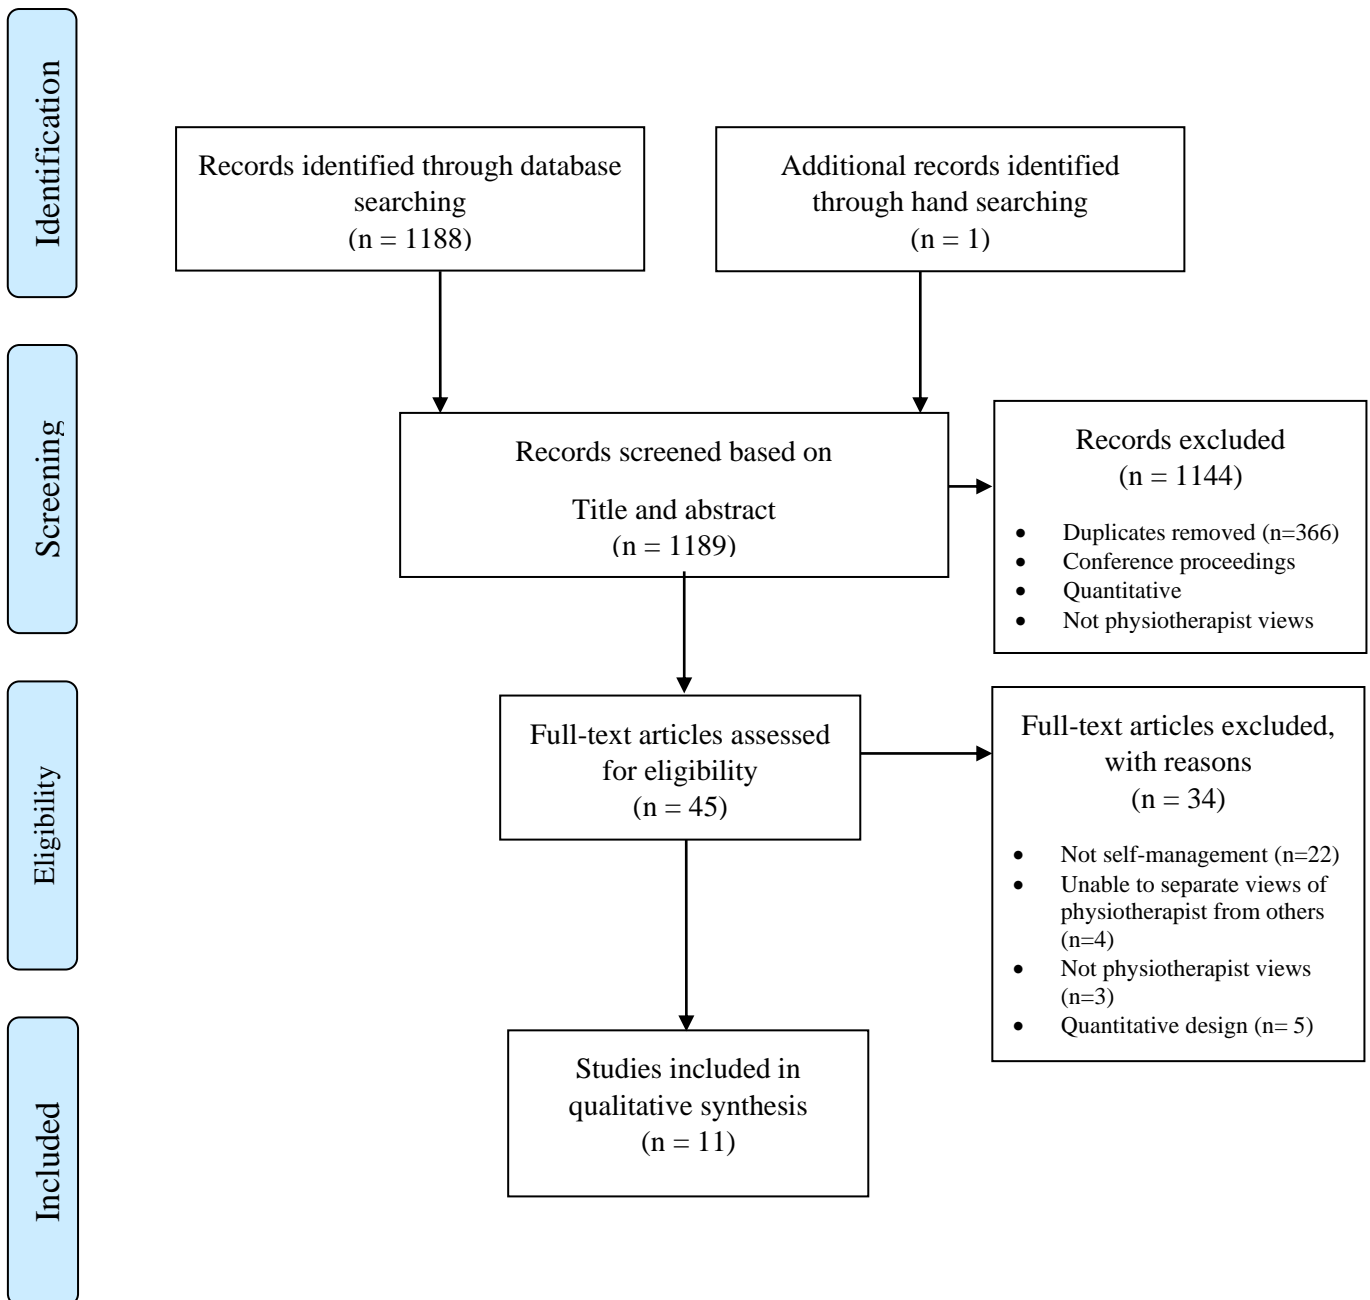 Identification
Records identified through database
searching
(n = 1188)
Additional records identified
through hand searching
(n = 1)
Screening
Records screened based on
Title and abstract
(n = 1189)
Records excluded
(n = 1144)
• Duplicates removed (n=366)
• Conference proceedings
• Quantitative
• Not physiotherapist views
Eligibility
Full-text articles assessed
for eligibility
(n = 45)
Full-text articles excluded,
with reasons
(n = 34)
• Not self-management (n=22)
• Unable to separate views of
physiotherapist from others
(n=4)
• Not physiotherapist views
(n=3)
• Quantitative design (n= 5)
Included
Studies included in
qualitative synthesis
(n = 11)